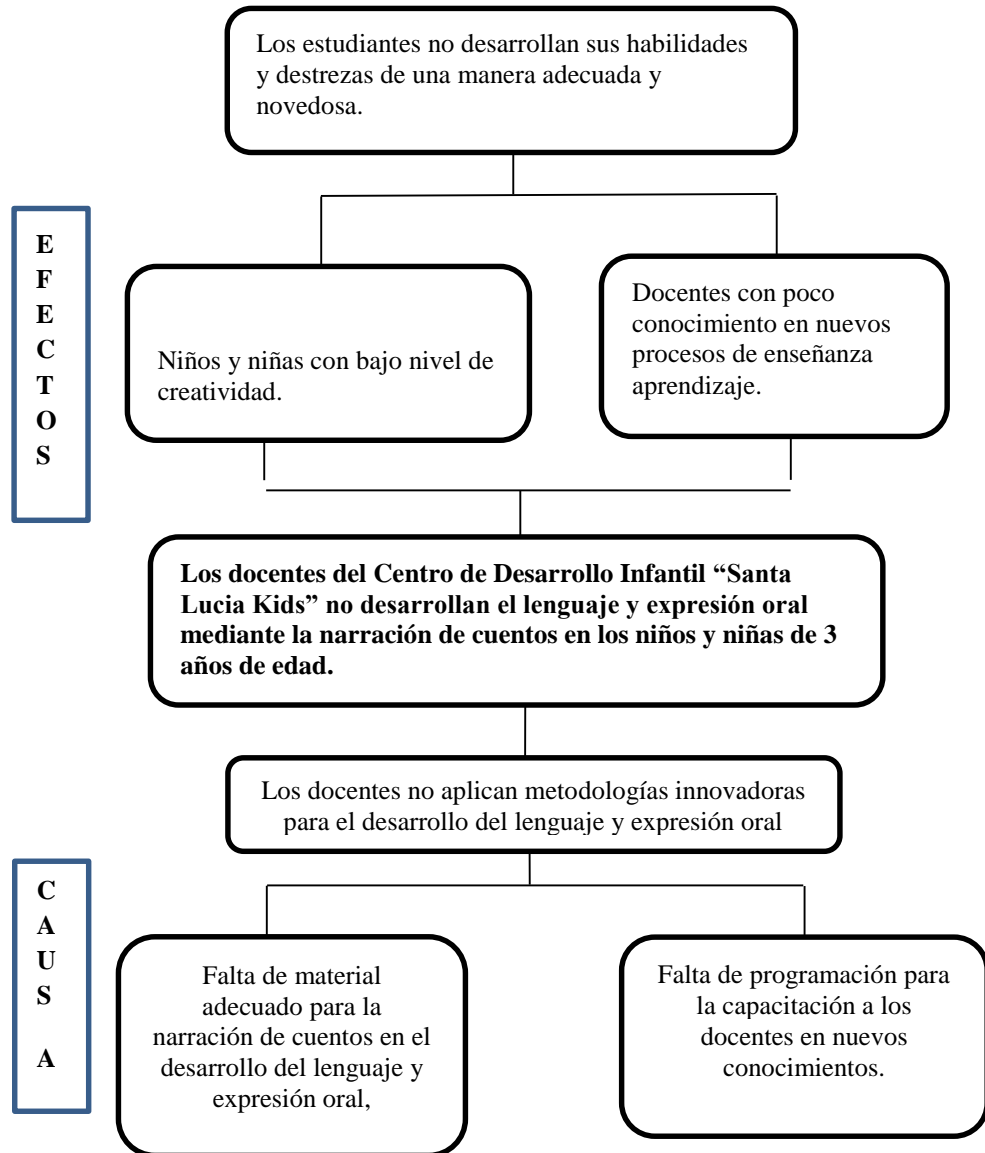 Los estudiantes no desarrollan sus habilidades
y destrezas de una manera adecuada y
novedosa.
E
F
E
C
T
O
S
Niños y niñas con bajo nivel de
creatividad.
Docentes con poco
conocimiento en nuevos
procesos de enseñanza
aprendizaje.
Los docentes del Centro de Desarrollo Infantil “Santa
Lucia Kids” no desarrollan el lenguaje y expresión oral
mediante la narración de cuentos en los niños y niñas de 3
años de edad.
Los docentes no aplican metodologías innovadoras
para el desarrollo del lenguaje y expresión oral
C
A
U
S
A
Falta de material
adecuado para la
narración de cuentos en el
desarrollo del lenguaje y
expresión oral,
Falta de programación para
la capacitación a los
docentes en nuevos
conocimientos.